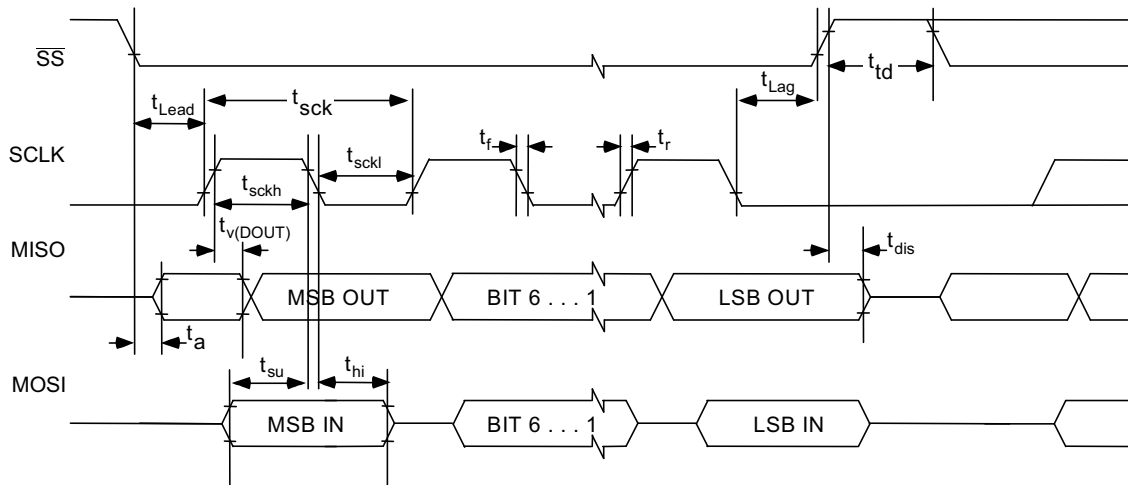 SS
t_td
t_Lag
t_Lead
t_sck
SCLK
t_f
t_r
t_sckl
t_sckh
t_v(DOUT)
MISO
t_dis
MSB OUT
BIT 6 . . . 1
LSB OUT
t_a
MOSI
t_su
t_hi
MSB IN
BIT 6 . . . 1
LSB IN